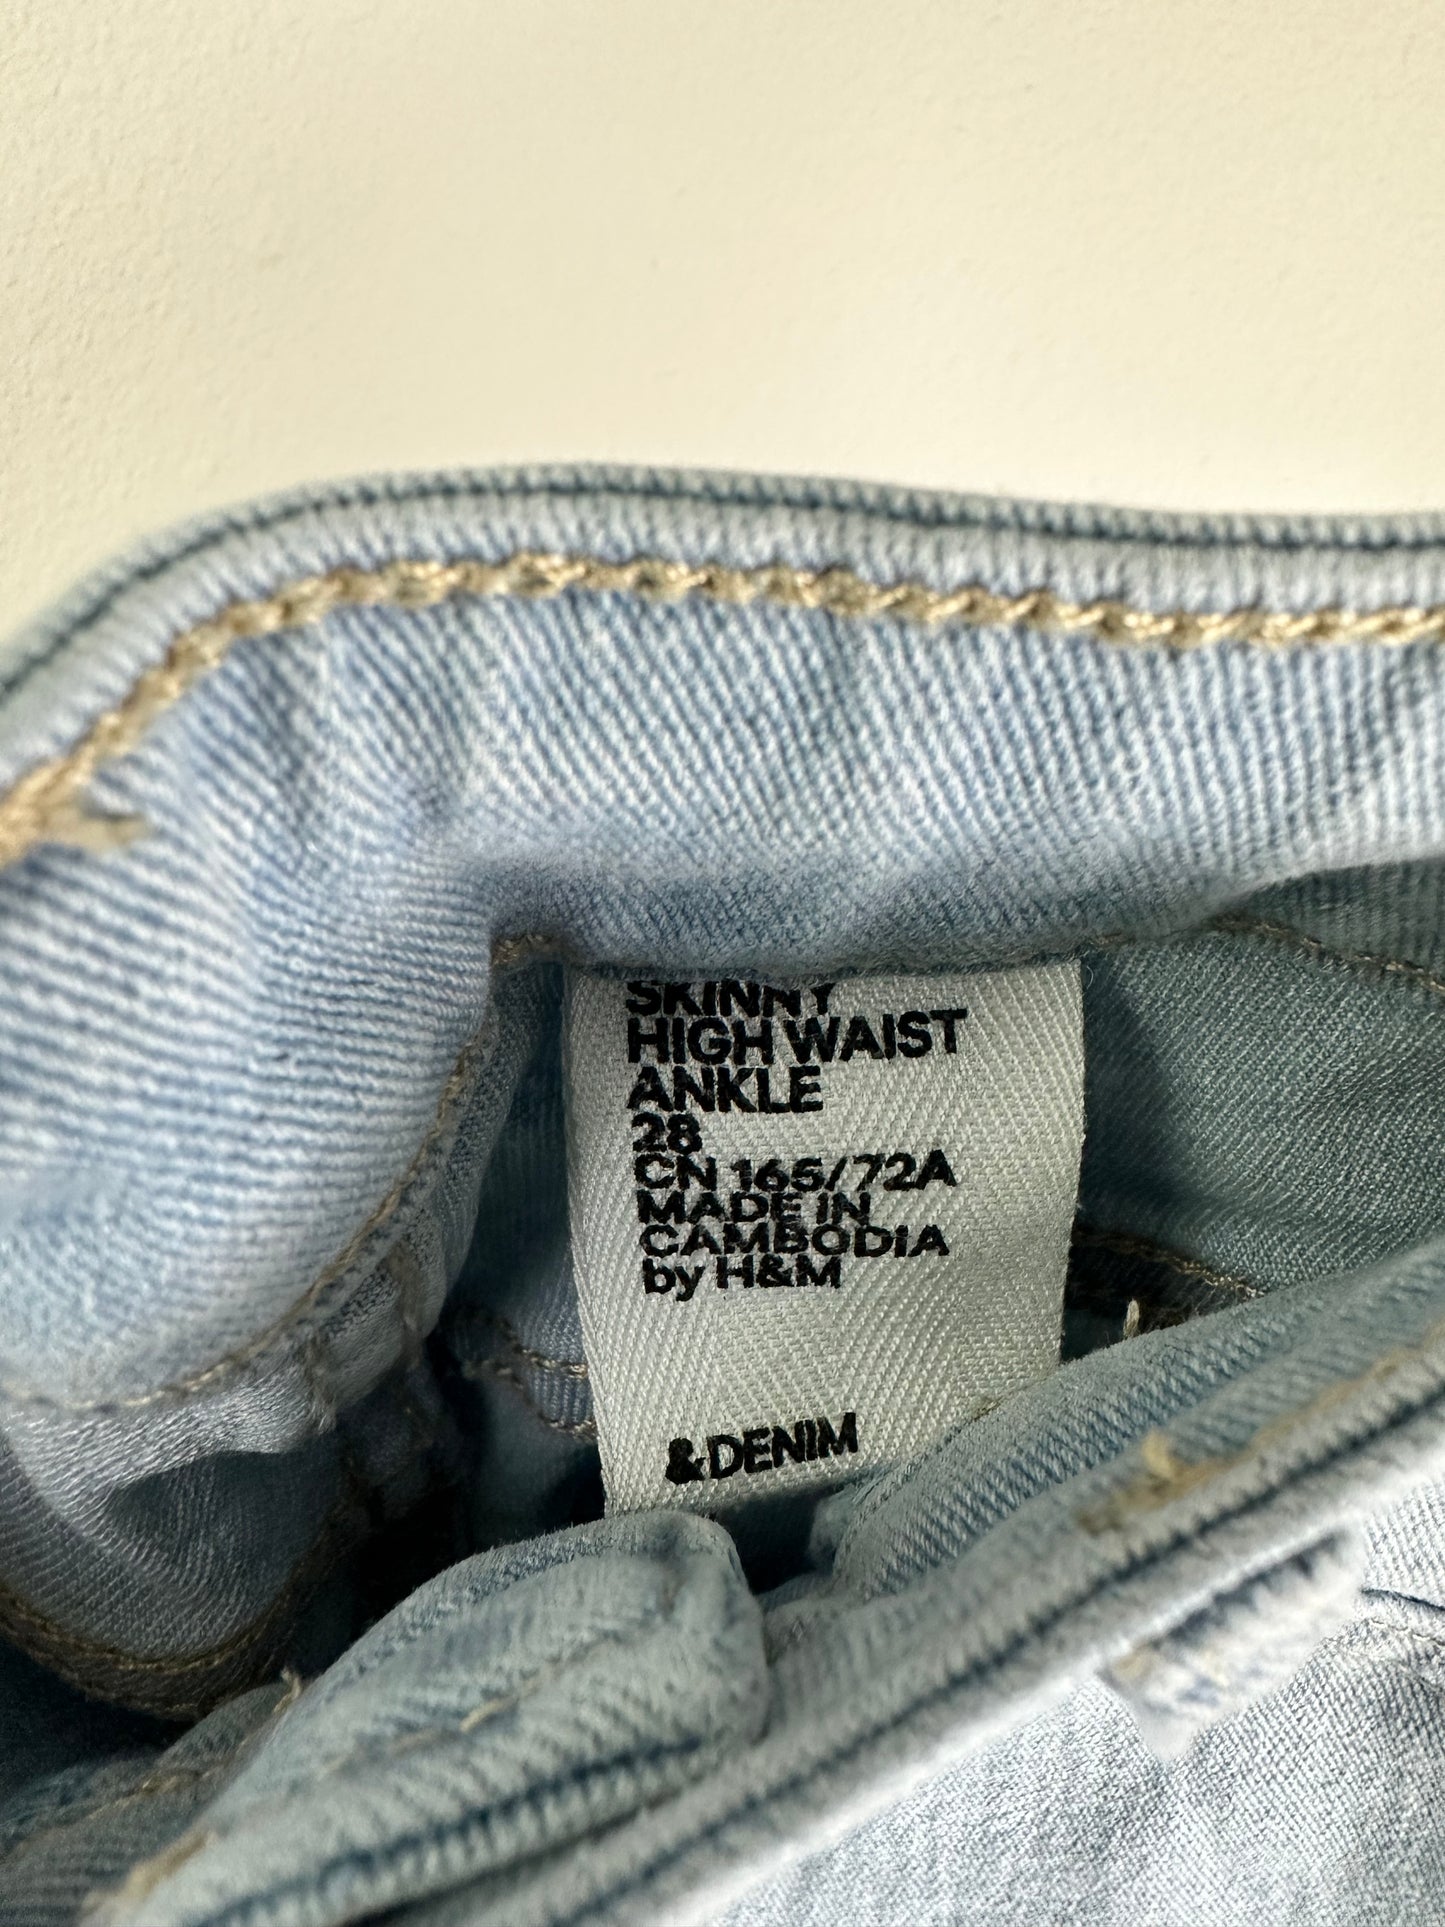 SKINNY
HIGH WAIST
ANKLE
28
CN 165/72A
MADE IN
CAMBODIA
by H&M
&DENIM